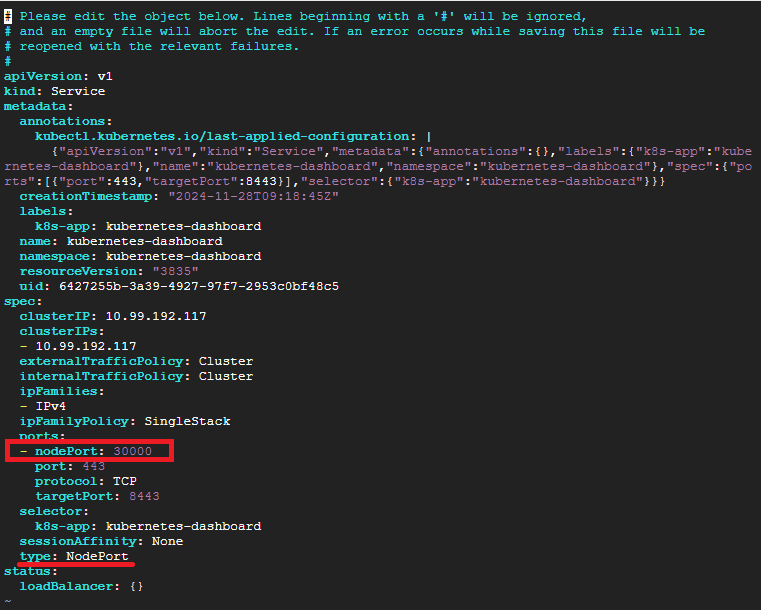 # Please edit the object below. Lines beginning with a '#' will be ignored,
# and an empty file will abort the edit. If an error occurs while saving this file will be
# reopened with the relevant failures.
#
apiVersion: v1
kind: Service
metadata:
  annotations:
    kubectl.kubernetes.io/last-applied-configuration: |
      {"apiVersion":"v1","kind":"Service","metadata":{"annotations":{},"labels":{"k8s-app":"kube
rnetes-dashboard"},"name":"kubernetes-dashboard","namespace":"kubernetes-dashboard"},"spec":{"po
rts":[{"port":443,"targetPort":8443}],"selector":{"k8s-app":"kubernetes-dashboard"}}}
  creationTimestamp: "2024-11-28T09:18:45Z"
  labels:
    k8s-app: kubernetes-dashboard
  name: kubernetes-dashboard
  namespace: kubernetes-dashboard
  resourceVersion: "3835"
  uid: 6427255b-3a39-4927-97f7-2953c0bf48c5
spec:
  clusterIP: 10.99.192.117
  clusterIPs:
  - 10.99.192.117
  externalTrafficPolicy: Cluster
  internalTrafficPolicy: Cluster
  ipFamilies:
  - IPv4
  ipFamilyPolicy: SingleStack
  ports:
  - nodePort: 30000
    port: 443
    protocol: TCP
    targetPort: 8443
  selector:
    k8s-app: kubernetes-dashboard
  sessionAffinity: None
  type: NodePort
status:
  loadBalancer: {}
~